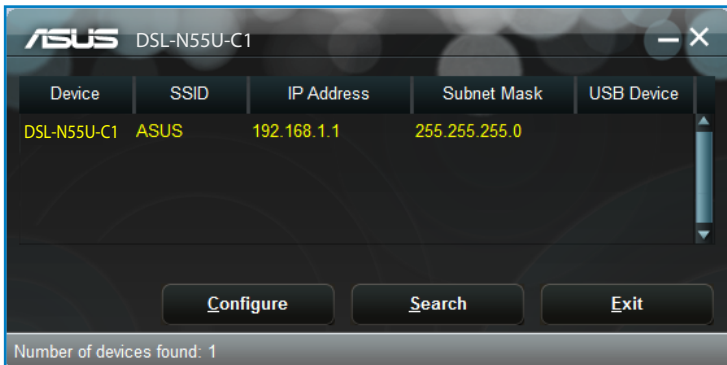 ASUS DSL-N55U-C1
Device SSID IP Address Subnet Mask USB Device
DSL-N55U-C1 ASUS 192.168.1.1 255.255.255.0
Configure Search Exit
Number of devices found: 1